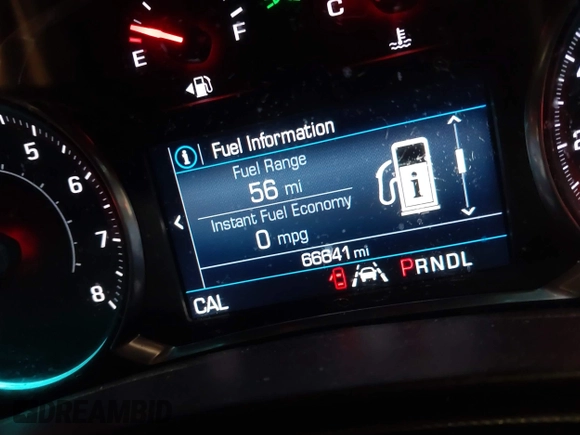 E
F
C
Fuel Information
Fuel Range
56 mi
Instant Fuel Economy
0 mpg
66641 mi
PRNDL
CAL
5
6
7
8
DREAMBID